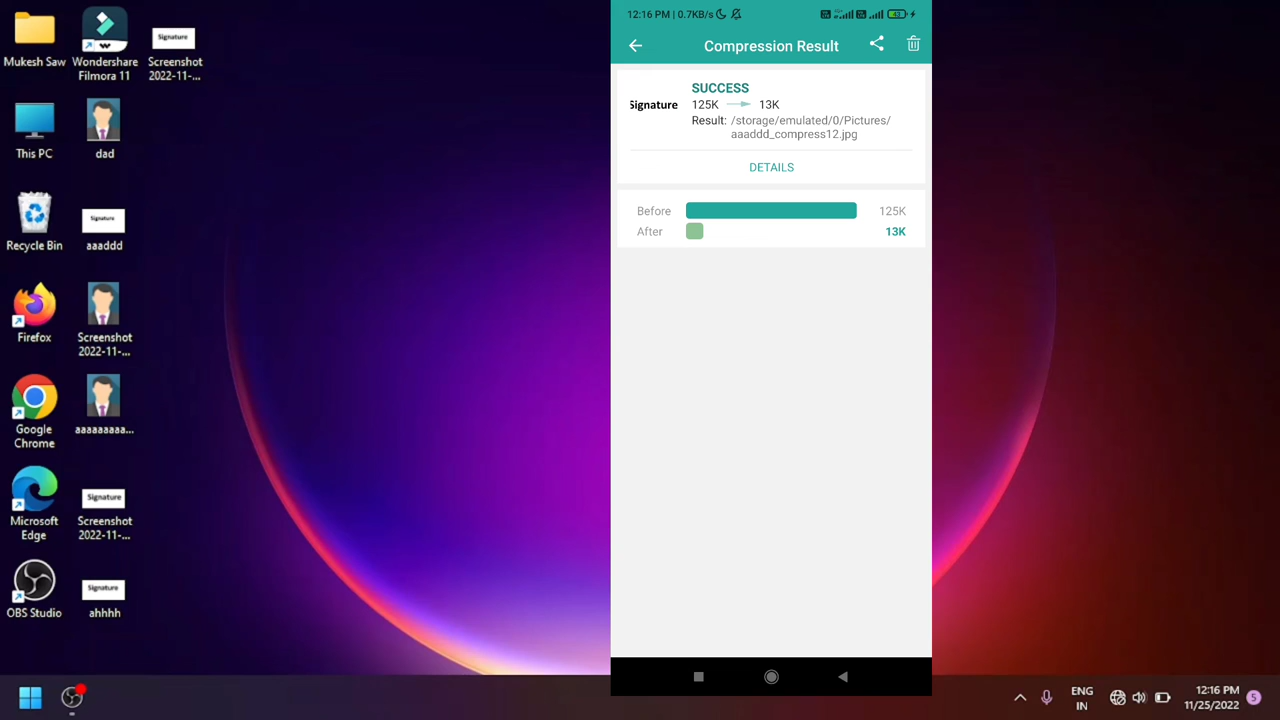 Mukesh Saw
Wondershare
Filmora 11
Signature
Screenshot
2022-11-...
This PC
dad
Recycle Bin
Signature
aaaddd
Firefox
Screenshot
2022-11-...
Google
Chrome
aaaaaaaa...
Microsoft
Edge
Signature
Screenshot
2022-11-...
OBS Studio
Signature
ahhhh
12:16 PM | 0.7KB/s
43
Compression Result
Signature
SUCCESS
125K
13K
Result: /storage/emulated/0/Pictures/
aaaddd_compress12.jpg
DETAILS
Before
125K
After
13K
ENG
IN
12:16 PM
11/25/2022
5